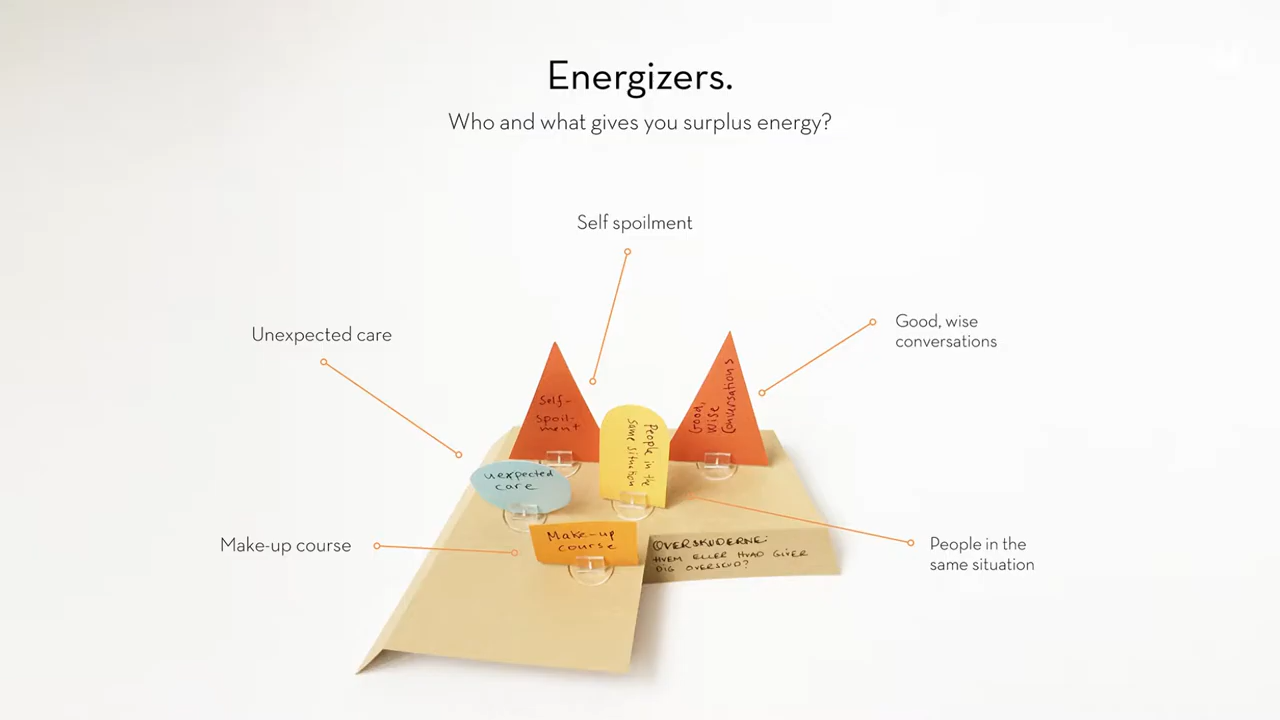 Energizers.
Who and what gives you surplus energy?
Self spoilment
Unexpected care
Good, wise
conversations
Self-
spoil-
ment
Good,
Wise
Conversations
People in the
same situation
uexpected
care
Make-up course
Make-up
course
OVERSKUDERNE:
HVEM ELLER HVAD GIVER
DIG OVERSCUD?
People in the
same situation